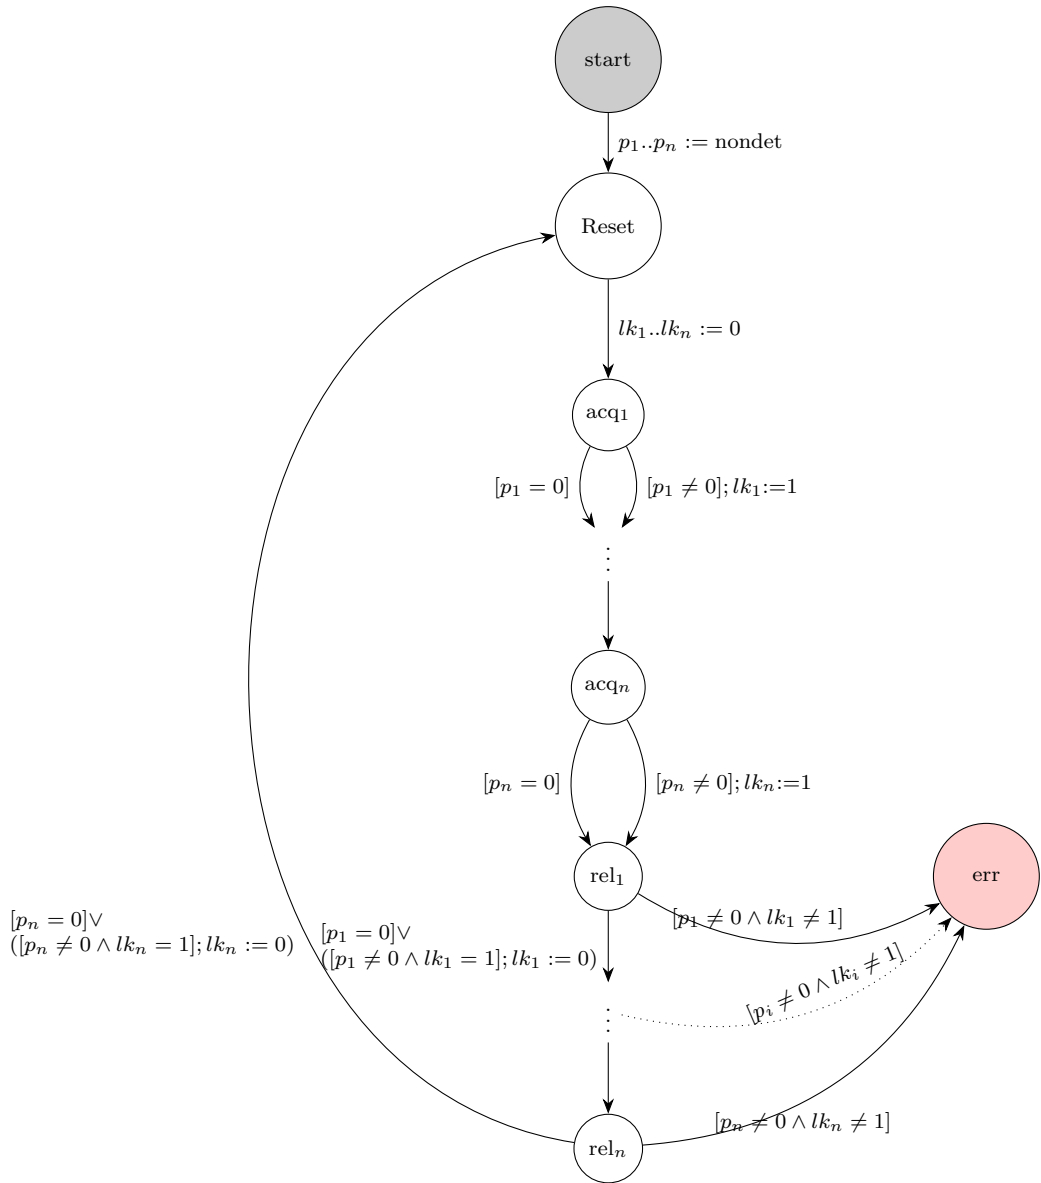 start
p₁..pₙ := nondet
Reset
lk₁..lkₙ := 0
acq₁
[p₁ = 0]
[p₁ ≠ 0]; lk₁:=1
⋮
acqₙ
[pₙ = 0]
[pₙ ≠ 0]; lkₙ:=1
rel₁
err
[p₁ ≠ 0 ∧ lk₁ ≠ 1]
[pₙ = 0]∨
([pₙ ≠ 0 ∧ lkₙ = 1]; lkₙ := 0)
[p₁ = 0]∨
([p₁ ≠ 0 ∧ lk₁ = 1]; lk₁ := 0)
[pᵢ ≠ 0 ∧ lkᵢ ≠ 1]
⋮
[pₙ ≠ 0 ∧ lkₙ ≠ 1]
relₙ